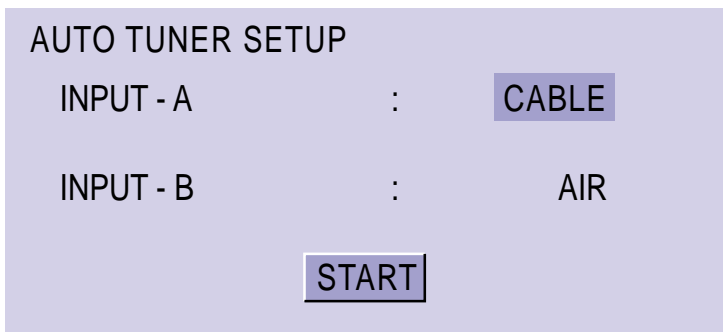 AUTO TUNER SETUP
INPUT - A : CABLE
INPUT - B : AIR
START